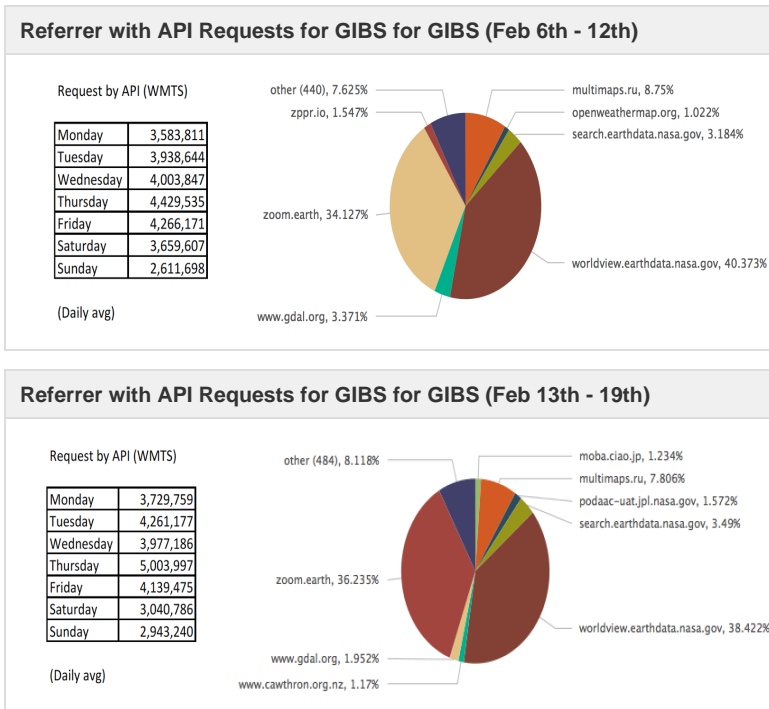 Referrer with API Requests for GIBS for GIBS (Feb 6th - 12th)
Request by API (WMTS)
Monday 3,583,811
Tuesday 3,938,644
Wednesday 4,003,847
Thursday 4,429,535
Friday 4,266,171
Saturday 3,659,607
Sunday 2,611,698
(Daily avg)
other (440), 7.625%
zppr.io, 1.547%
zoom.earth, 34.127%
www.gdal.org, 3.371%
multimaps.ru, 8.75%
openweathermap.org, 1.022%
search.earthdata.nasa.gov, 3.184%
worldview.earthdata.nasa.gov, 40.373%
Referrer with API Requests for GIBS for GIBS (Feb 13th - 19th)
Request by API (WMTS)
Monday 3,729,759
Tuesday 4,261,177
Wednesday 3,977,186
Thursday 5,003,997
Friday 4,139,475
Saturday 3,040,786
Sunday 2,943,240
(Daily avg)
other (484), 8.118%
zoom.earth, 36.235%
www.gdal.org, 1.952%
www.cawthron.org.nz, 1.17%
moba.ciao.jp, 1.234%
multimaps.ru, 7.806%
podaac-uat.jpl.nasa.gov, 1.572%
search.earthdata.nasa.gov, 3.49%
worldview.earthdata.nasa.gov, 38.422%